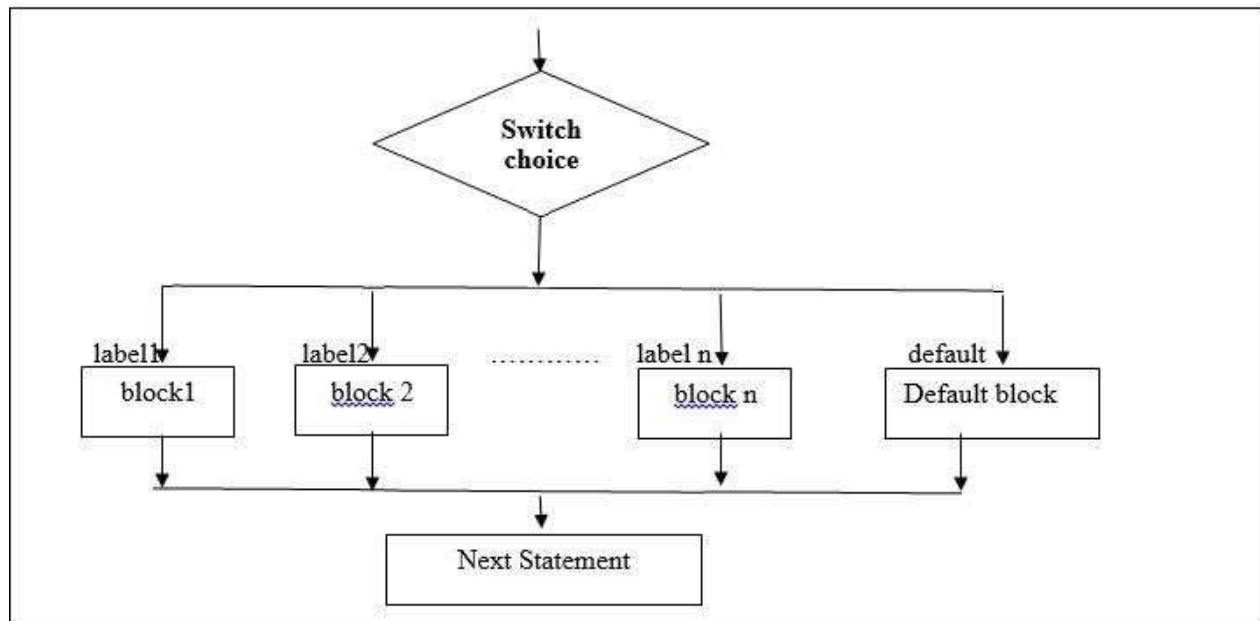 Switch
choice
label1
label2
............
label n
default
block1
block 2
block n
Default block
Next Statement